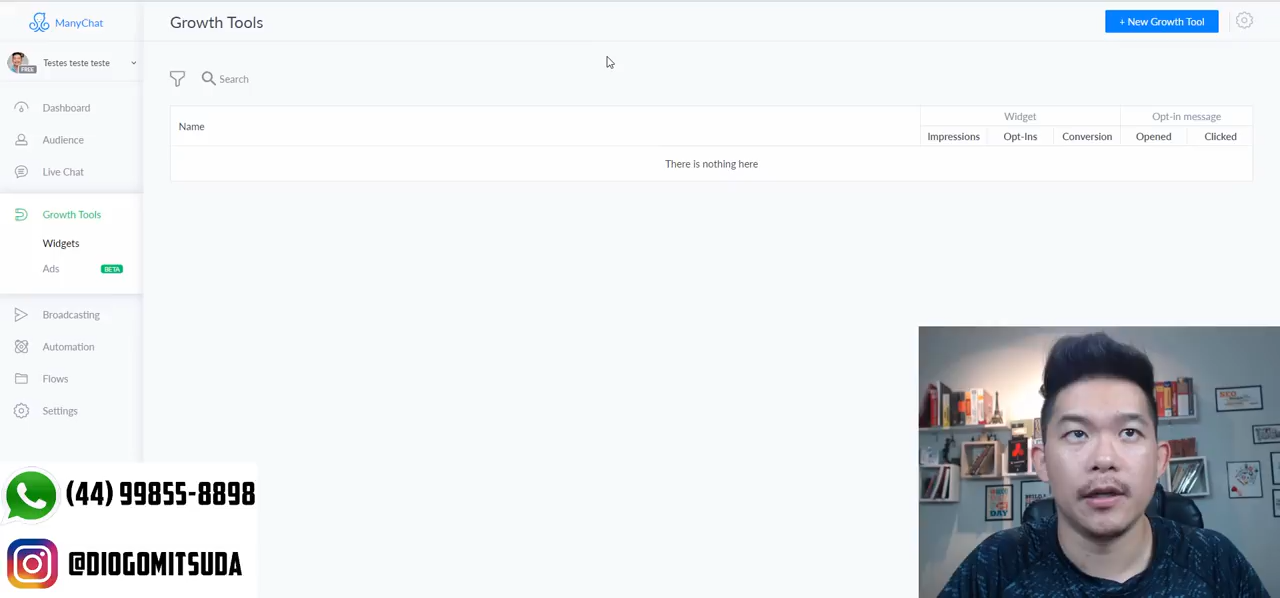 ManyChat
Growth Tools
+ New Growth Tool
FREE
Testes teste teste
Search
Dashboard
Audience
Live Chat
Growth Tools
Widgets
Ads
BETA
Broadcasting
Automation
Flows
Settings
Name
Widget
Opt-in message
Impressions
Opt-Ins
Conversion
Opened
Clicked
There is nothing here
(44) 99855-8898
@DIOGOMITSUDA